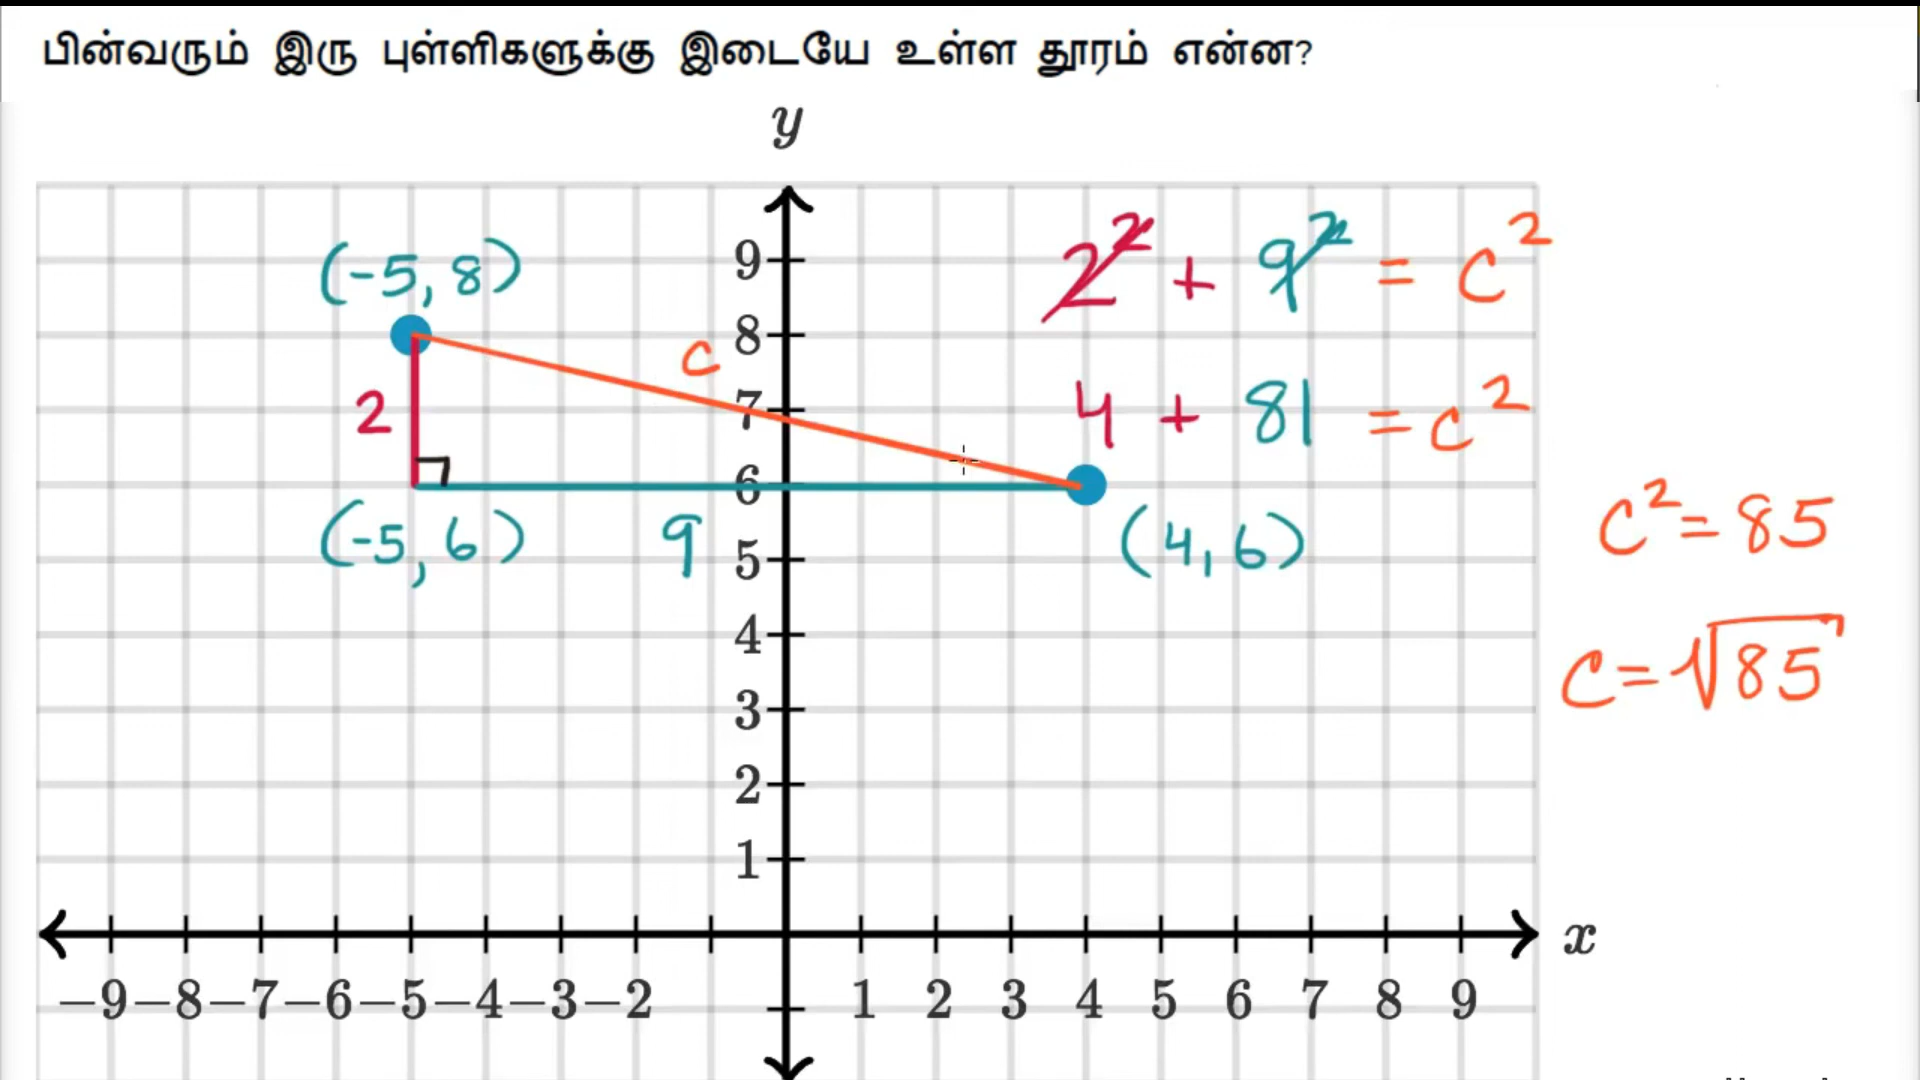 பின்வரும் இரு புள்ளிகளுக்கு இடையே உள்ள தூரம் என்ன?
y
(-5, 8)
9
2² + 9² = c²
8
c
7
2
4 + 81 = c²
6
(-5, 6)
9
5
(4, 6)
c² = 85
4
c = √85
3
2
1
x
−9 −8 −7 −6 −5 −4 −3 −2 1 2 3 4 5 6 7 8 9